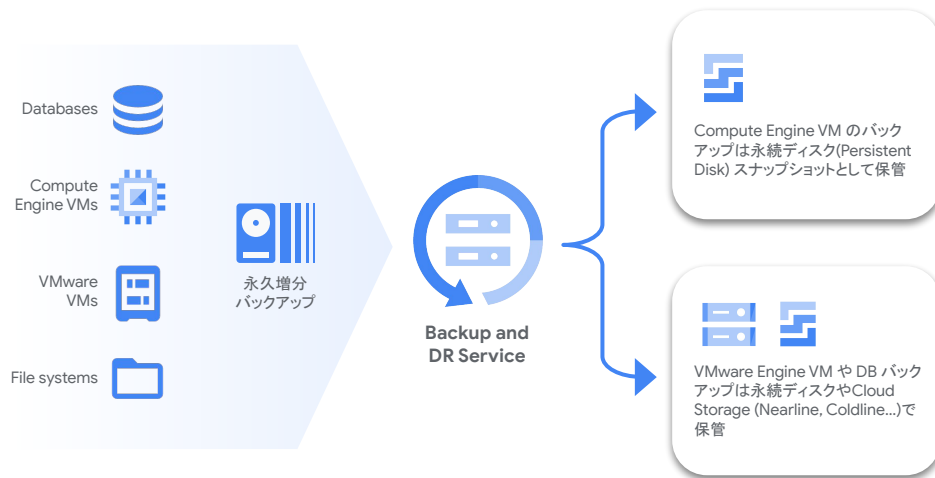 Databases
Compute
Engine VMs
VMware
VMs
File systems
永久増分
バックアップ
Backup and
DR Service
Compute Engine VM のバック
アップは永続ディスク(Persistent
Disk) スナップショットとして保管
VMware Engine VM や DB バック
アップは永続ディスクやCloud
Storage (Nearline, Coldline...)で
保管